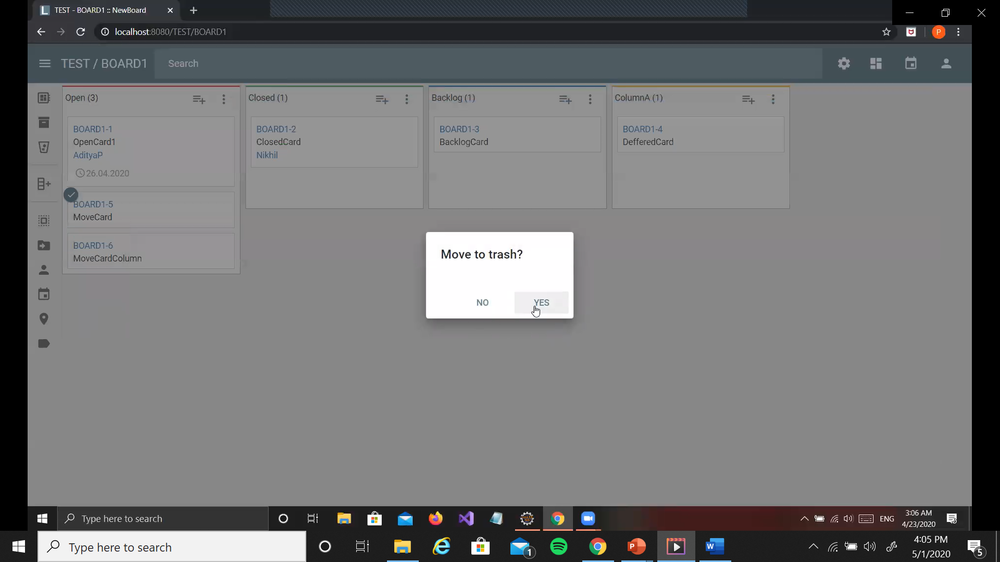 TEST - BOARD1 :: NewBoard
localhost:8080/TEST/BOARD1
P
TEST / BOARD1
Search
Open (3)
Closed (1)
Backlog (1)
ColumnA (1)
BOARD1-1
OpenCard1
AdityaP
26.04.2020
BOARD1-2
ClosedCard
Nikhil
BOARD1-3
BacklogCard
BOARD1-4
DefferedCard
BOARD1-5
MoveCard
BOARD1-6
MoveCardColumn
Move to trash?
NO
YES
Type here to search
ENG
3:06 AM
4/23/2020
Type here to search
1
4:05 PM
5/1/2020
5